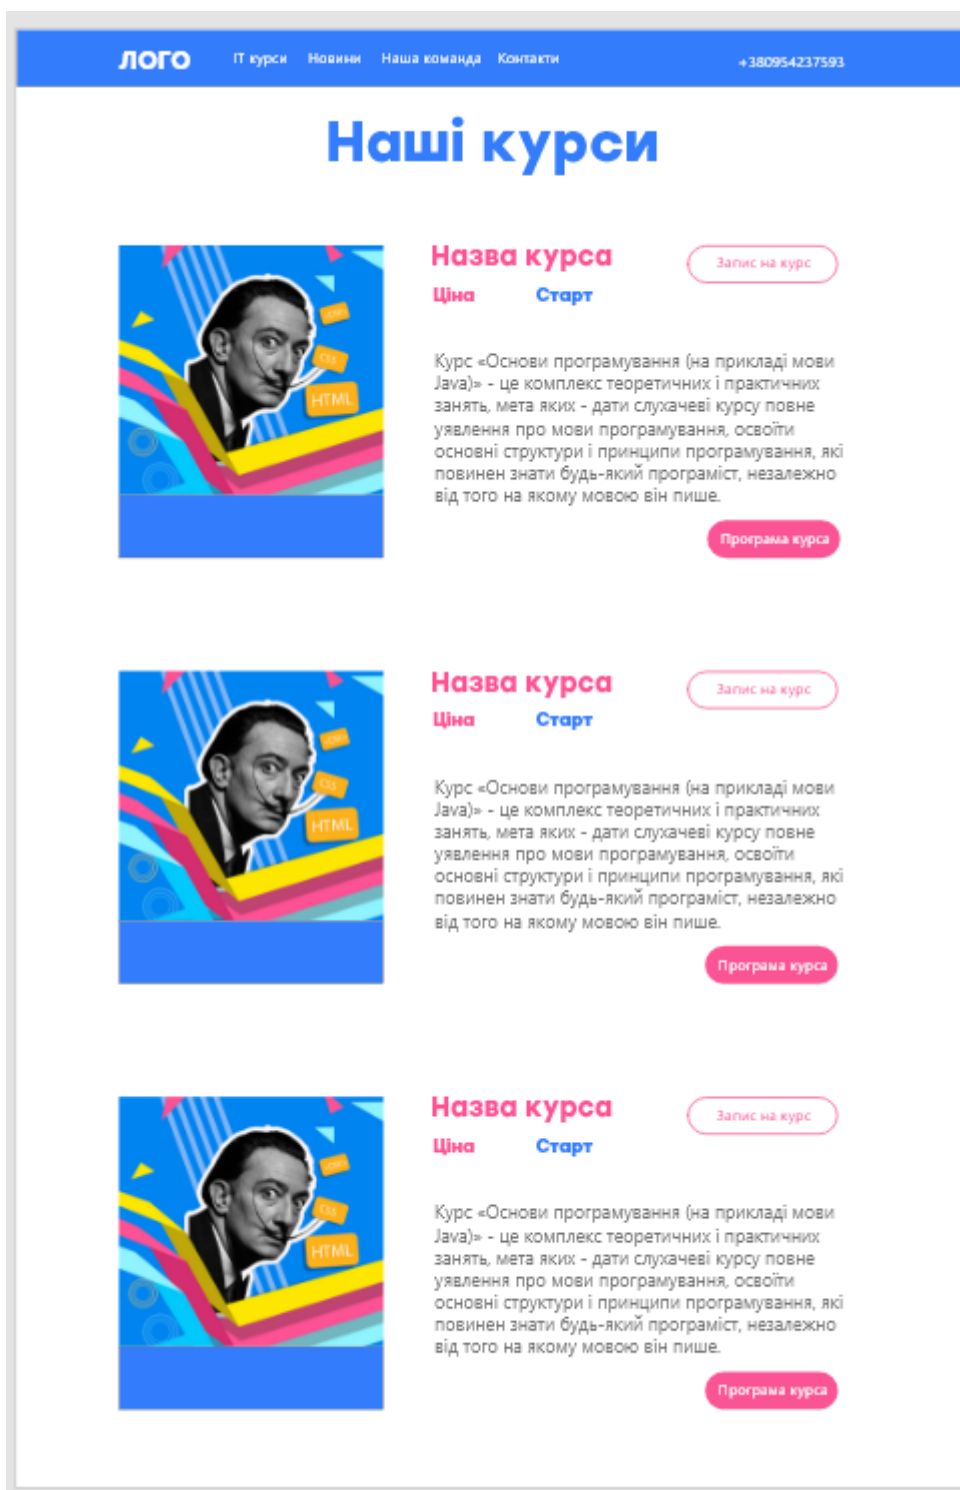 ЛОГО IT курси Новини Наша команда Контакти +380954237593
Наші курси
Назва курса
Запис на курс
Ціна Старт
CSS
HTML
Курс «Основи програмування (на прикладі мови
Java)» - це комплекс теоретичних і практичних
занять, мета яких - дати слухачеві курсу повне
уявлення про мови програмування, освоїти
основні структури і принципи програмування, які
повинен знати будь-який програміст, незалежно
від того на якому мовою він пише.
Програма курса
Назва курса
Запис на курс
Ціна Старт
CSS
HTML
Курс «Основи програмування (на прикладі мови
Java)» - це комплекс теоретичних і практичних
занять, мета яких - дати слухачеві курсу повне
уявлення про мови програмування, освоїти
основні структури і принципи програмування, які
повинен знати будь-який програміст, незалежно
від того на якому мовою він пише.
Програма курса
Назва курса
Запис на курс
Ціна Старт
CSS
HTML
Курс «Основи програмування (на прикладі мови
Java)» - це комплекс теоретичних і практичних
занять, мета яких - дати слухачеві курсу повне
уявлення про мови програмування, освоїти
основні структури і принципи програмування, які
повинен знати будь-який програміст, незалежно
від того на якому мовою він пише.
Програма курса